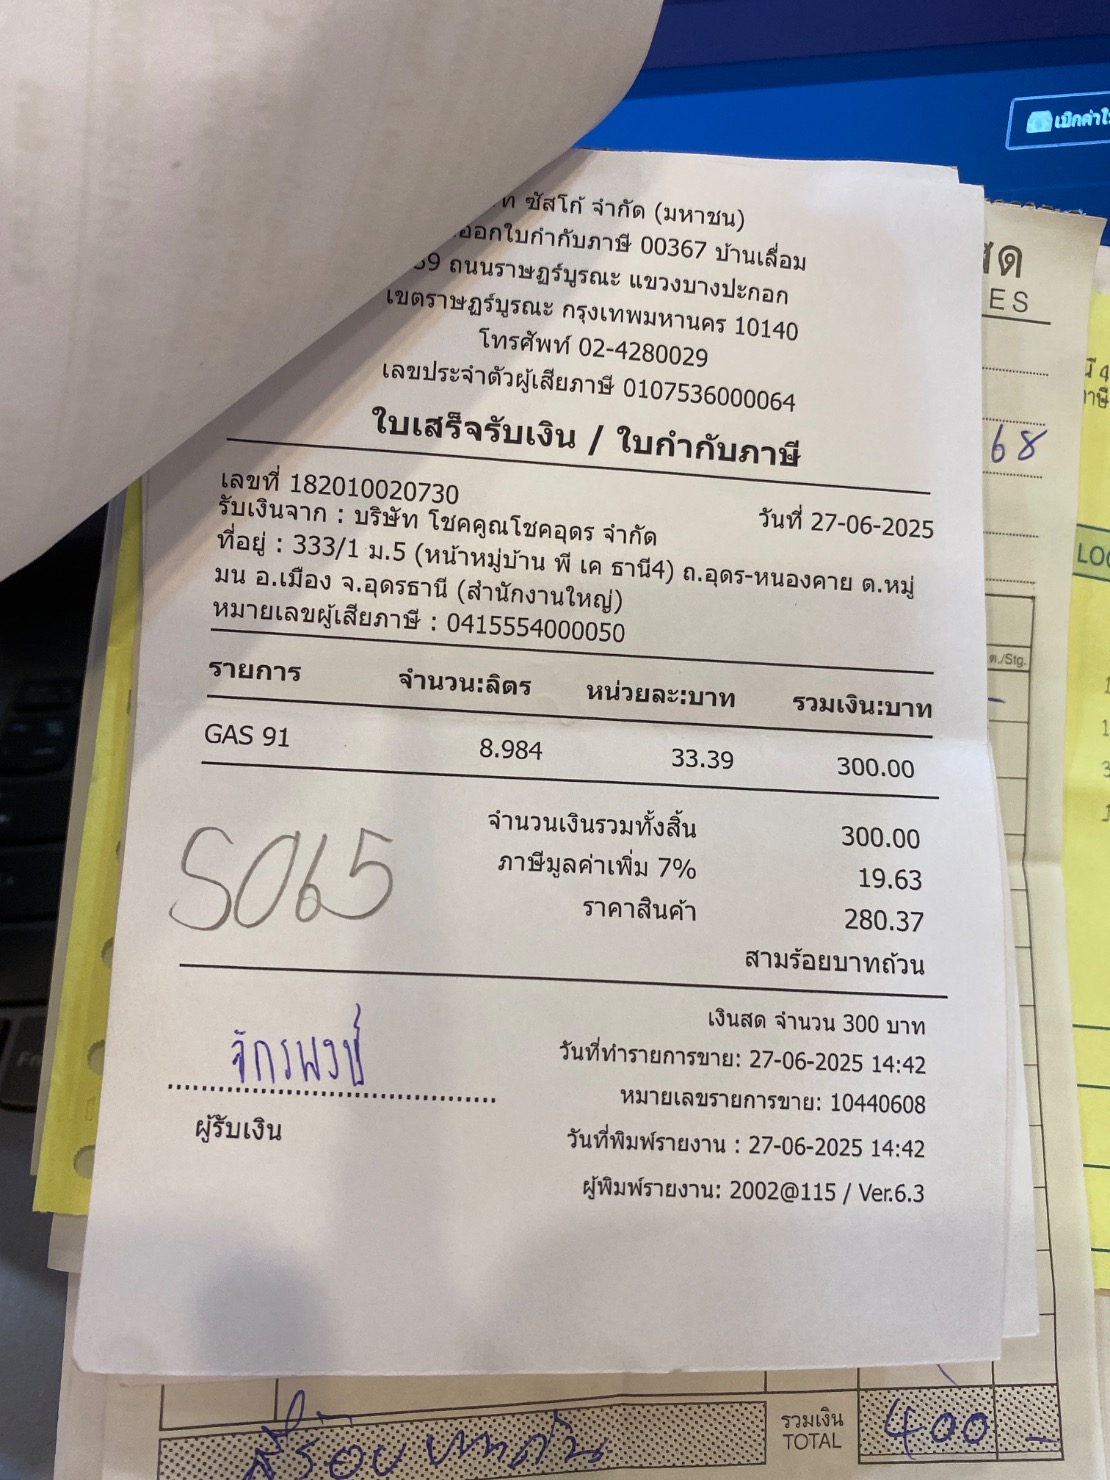 ซัสโก้ จำกัด (มหาชน)
ออกใบกำกับภาษี 00367 บ้านเลื่อม
39 ถนนราษฎร์บูรณะ แขวงบางปะกอก
เขตราษฎร์บูรณะ กรุงเทพมหานคร 10140
โทรศัพท์ 02-4280029
เลขประจำตัวผู้เสียภาษี 0107536000064
ใบเสร็จรับเงิน / ใบกำกับภาษี
เลขที่ 182010020730
วันที่ 27-06-2025
รับเงินจาก : บริษัท โชคคูณโชคอุดร จำกัด
ที่อยู่ : 333/1 ม.5 (หน้าหมู่บ้าน พี เค ธานี4) ถ.อุดร-หนองคาย ต.หมู่
มน อ.เมือง จ.อุดรธานี (สำนักงานใหญ่)
หมายเลขผู้เสียภาษี : 0415554000050
รายการ จำนวน:ลิตร หน่วยละ:บาท รวมเงิน:บาท
GAS 91 8.984 33.39 300.00
จำนวนเงินรวมทั้งสิ้น 300.00
ภาษีมูลค่าเพิ่ม 7% 19.63
ราคาสินค้า 280.37
สามร้อยบาทถ้วน
S065
เงินสด จำนวน 300 บาท
วันที่ทำรายการขาย: 27-06-2025 14:42
หมายเลขรายการขาย: 10440608
วันที่พิมพ์รายงาน : 27-06-2025 14:42
ผู้พิมพ์รายงาน: 2002@115 / Ver.6.3
จักรพงษ์
ผู้รับเงิน
เบิกค่า
สด
ES
68
ต./Stg.
สี่ร้อยบาทถ้วน
รวมเงิน
TOTAL
400 -